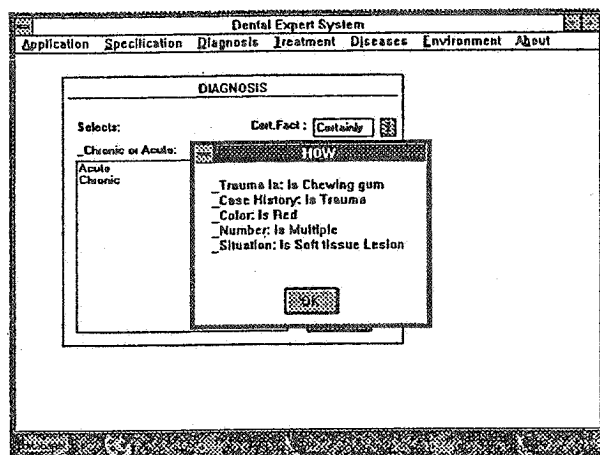 Dental Expert System
Application Specification Diagnosis Treatment Diseases Environment About
DIAGNOSIS
Selects: Cert.Fact : Certainly
_Chronic or Acute:
Acute
Chronic
HOW
_Trauma Is: Is Chewing gum
_Case History: Is Trauma
_Color: Is Red
_Number: Is Multiple
_Situation: Is Soft tissue Lesion
OK